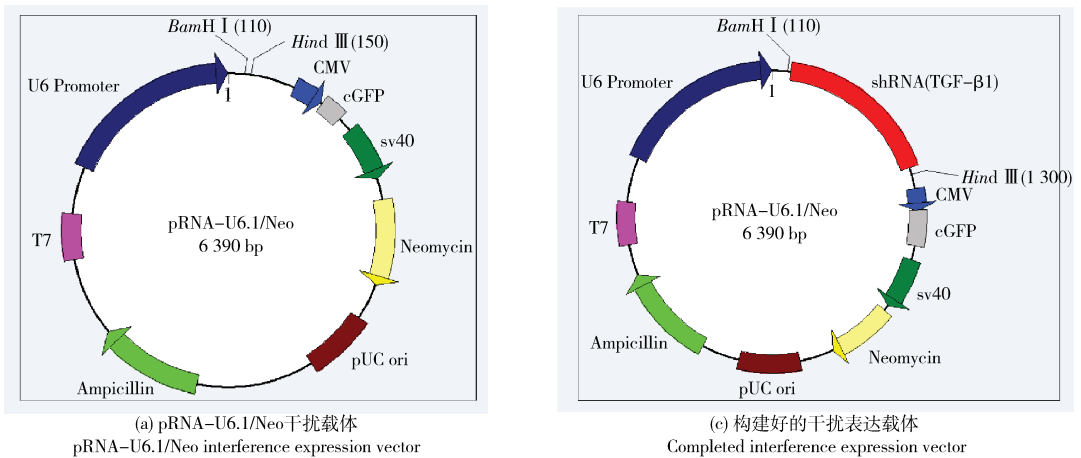 BamH Ⅰ (110)
Hind Ⅲ (150)
CMV
cGFP
U6 Promoter
1
sv40
pRNA-U6.1/Neo
6 390 bp
T7
Neomycin
pUC ori
Ampicillin
(a) pRNA-U6.1/Neo干扰载体
pRNA-U6.1/Neo interference expression vector
BamH Ⅰ (110)
U6 Promoter
1
shRNA(TGF-β1)
Hind Ⅲ (1 300)
CMV
pRNA-U6.1/Neo
6 390 bp
T7
cGFP
sv40
Ampicillin
Neomycin
pUC ori
(c) 构建好的干扰表达载体
Completed interference expression vector